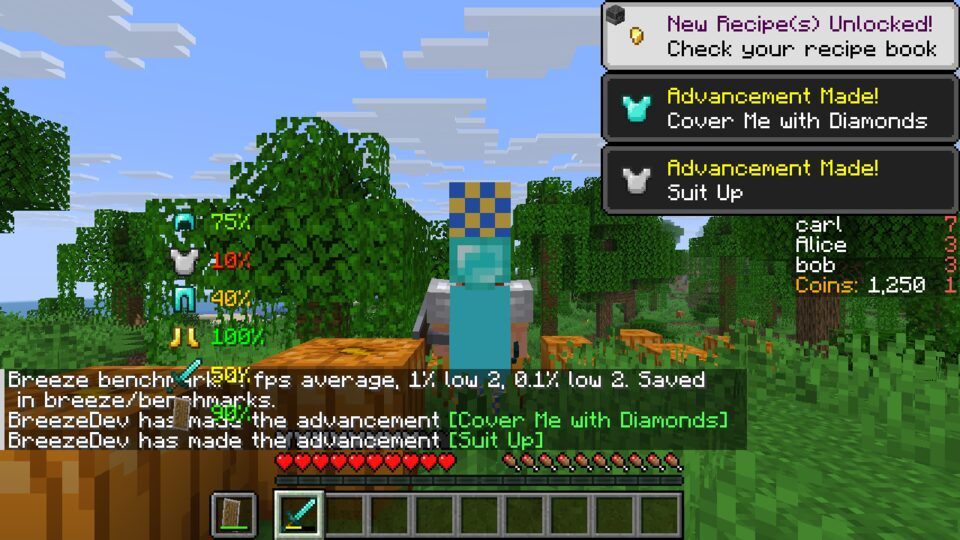 New Recipe(s) Unlocked!
Check your recipe book
Advancement Made!
Cover Me with Diamonds
Advancement Made!
Suit Up
carl 7
Alice 3
bob 3
Coins: 1,250 1
75%
10%
40%
100%
50%
90%
Breeze benchmark: fps average, 1% low 2, 0.1% low 2. Saved
in breeze/benchmarks.
BreezeDev has made the advancement [Cover Me with Diamonds]
BreezeDev has made the advancement [Suit Up]